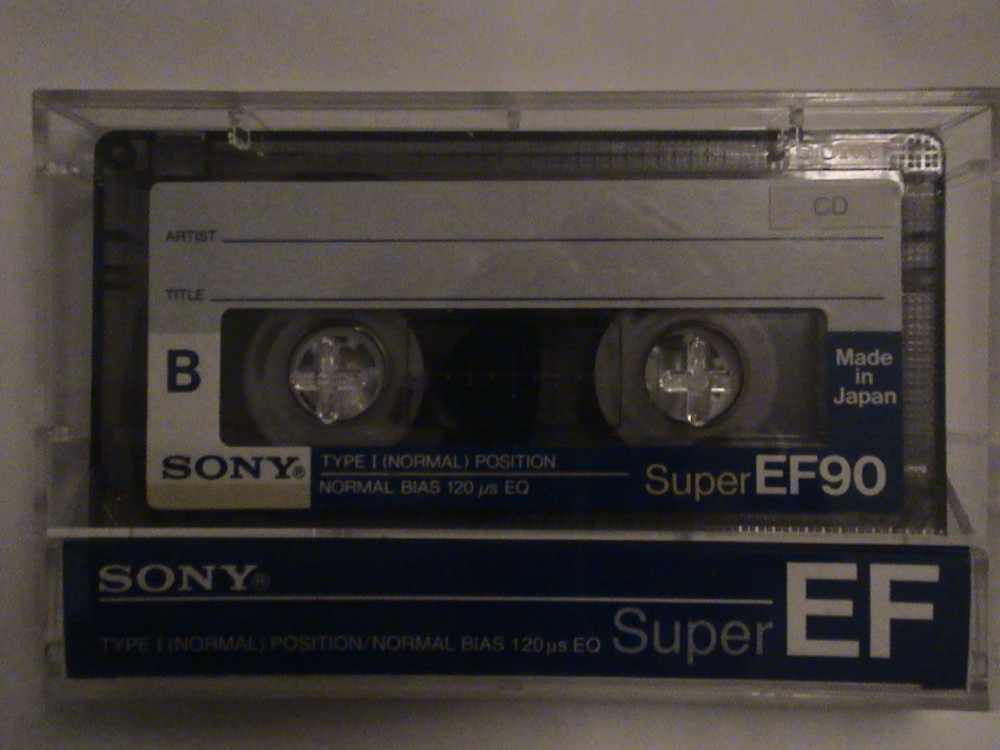 CD
ARTIST
TITLE
B
Made
in
Japan
SONY®
TYPE I (NORMAL) POSITION
NORMAL BIAS 120 µs EQ
Super EF90
SONY®
TYPE I (NORMAL) POSITION/NORMAL BIAS 120 µs EQ
Super EF